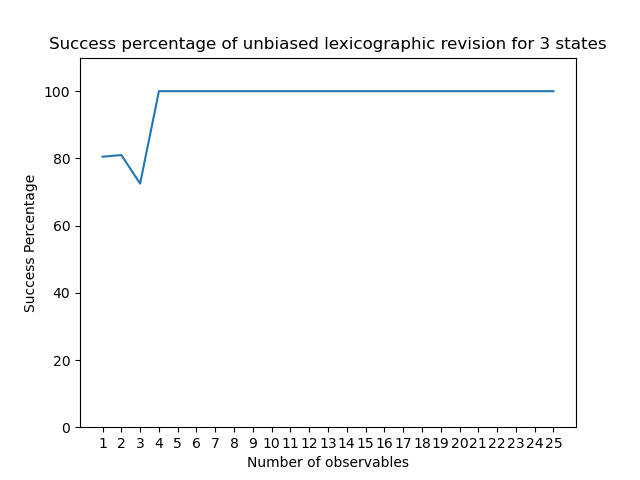 Success percentage of unbiased lexicographic revision for 3 states
100
80
60
40
20
0
Success Percentage
1 2 3 4 5 6 7 8 9 10 11 12 13 14 15 16 17 18 19 20 21 22 23 24 25
Number of observables